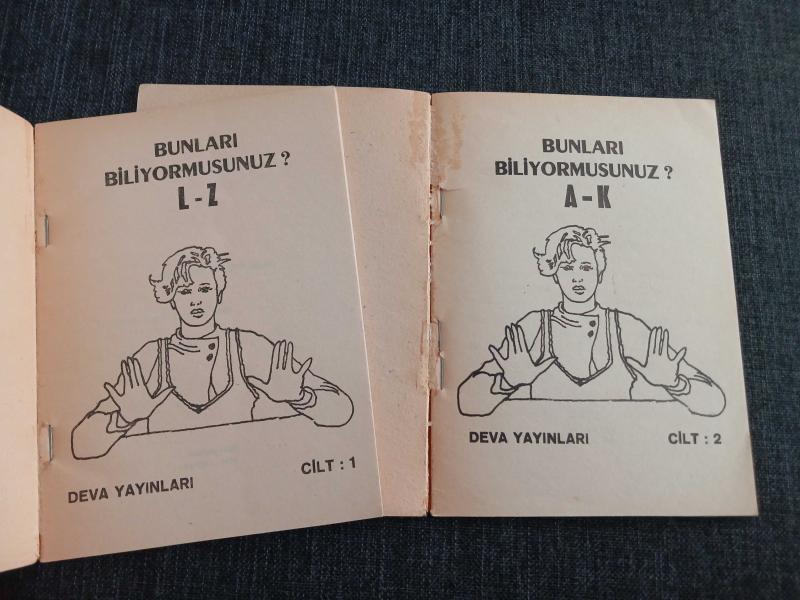 BUNLARI
BİLİYORMUSUNUZ ?
L - Z
DEVA YAYINLARI
CİLT : 1
BUNLARI
BİLİYORMUSUNUZ ?
A - K
DEVA YAYINLARI
CİLT : 2